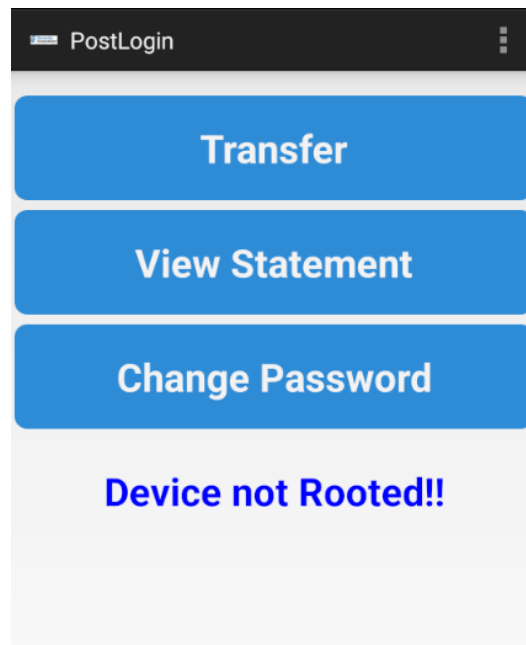 PostLogin
Transfer
View Statement
Change Password
Device not Rooted!!